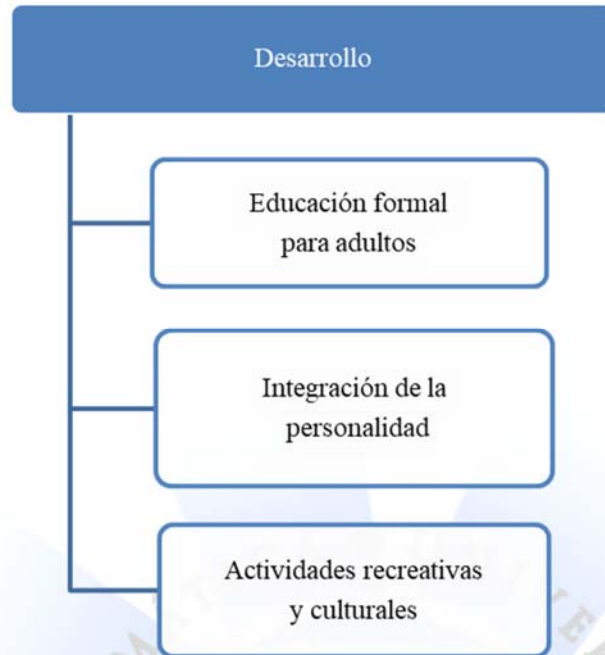 Desarrollo
Educación formal
para adultos
Integración de la
personalidad
Actividades recreativas
y culturales